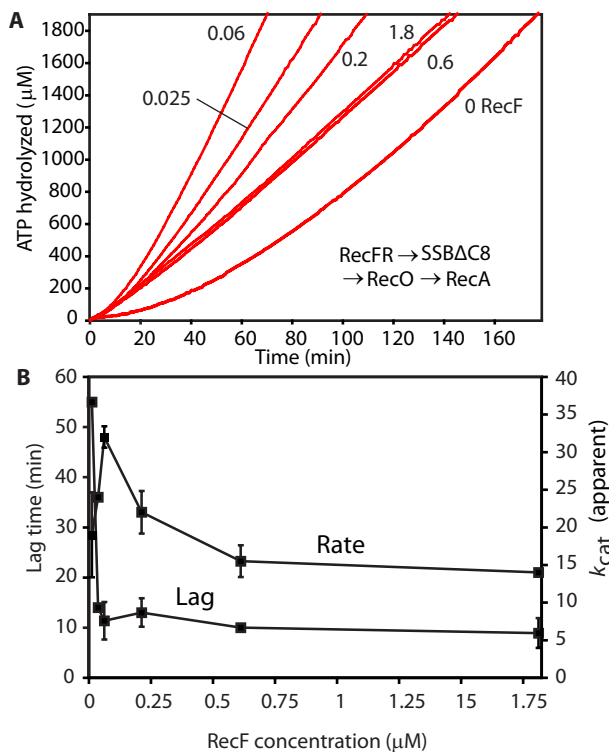 A
1800
1600
1400
1200
1000
800
600
400
200
0
ATP hydrolized (μM)
0.06
0.025
0.2
1.8
0.6
0 RecF
RecFR → SSBΔC8
→ RecO → RecA
0 20 40 60 80 100 120 140 160
Time (min)
B
60
50
40
30
20
10
0
Lag time (min)
Rate
Lag
40
35
30
25
20
15
10
5
0
kcat (apparent)
0 0.25 0.5 0.75 1 1.25 15 1.75
RecF concentration (μM)